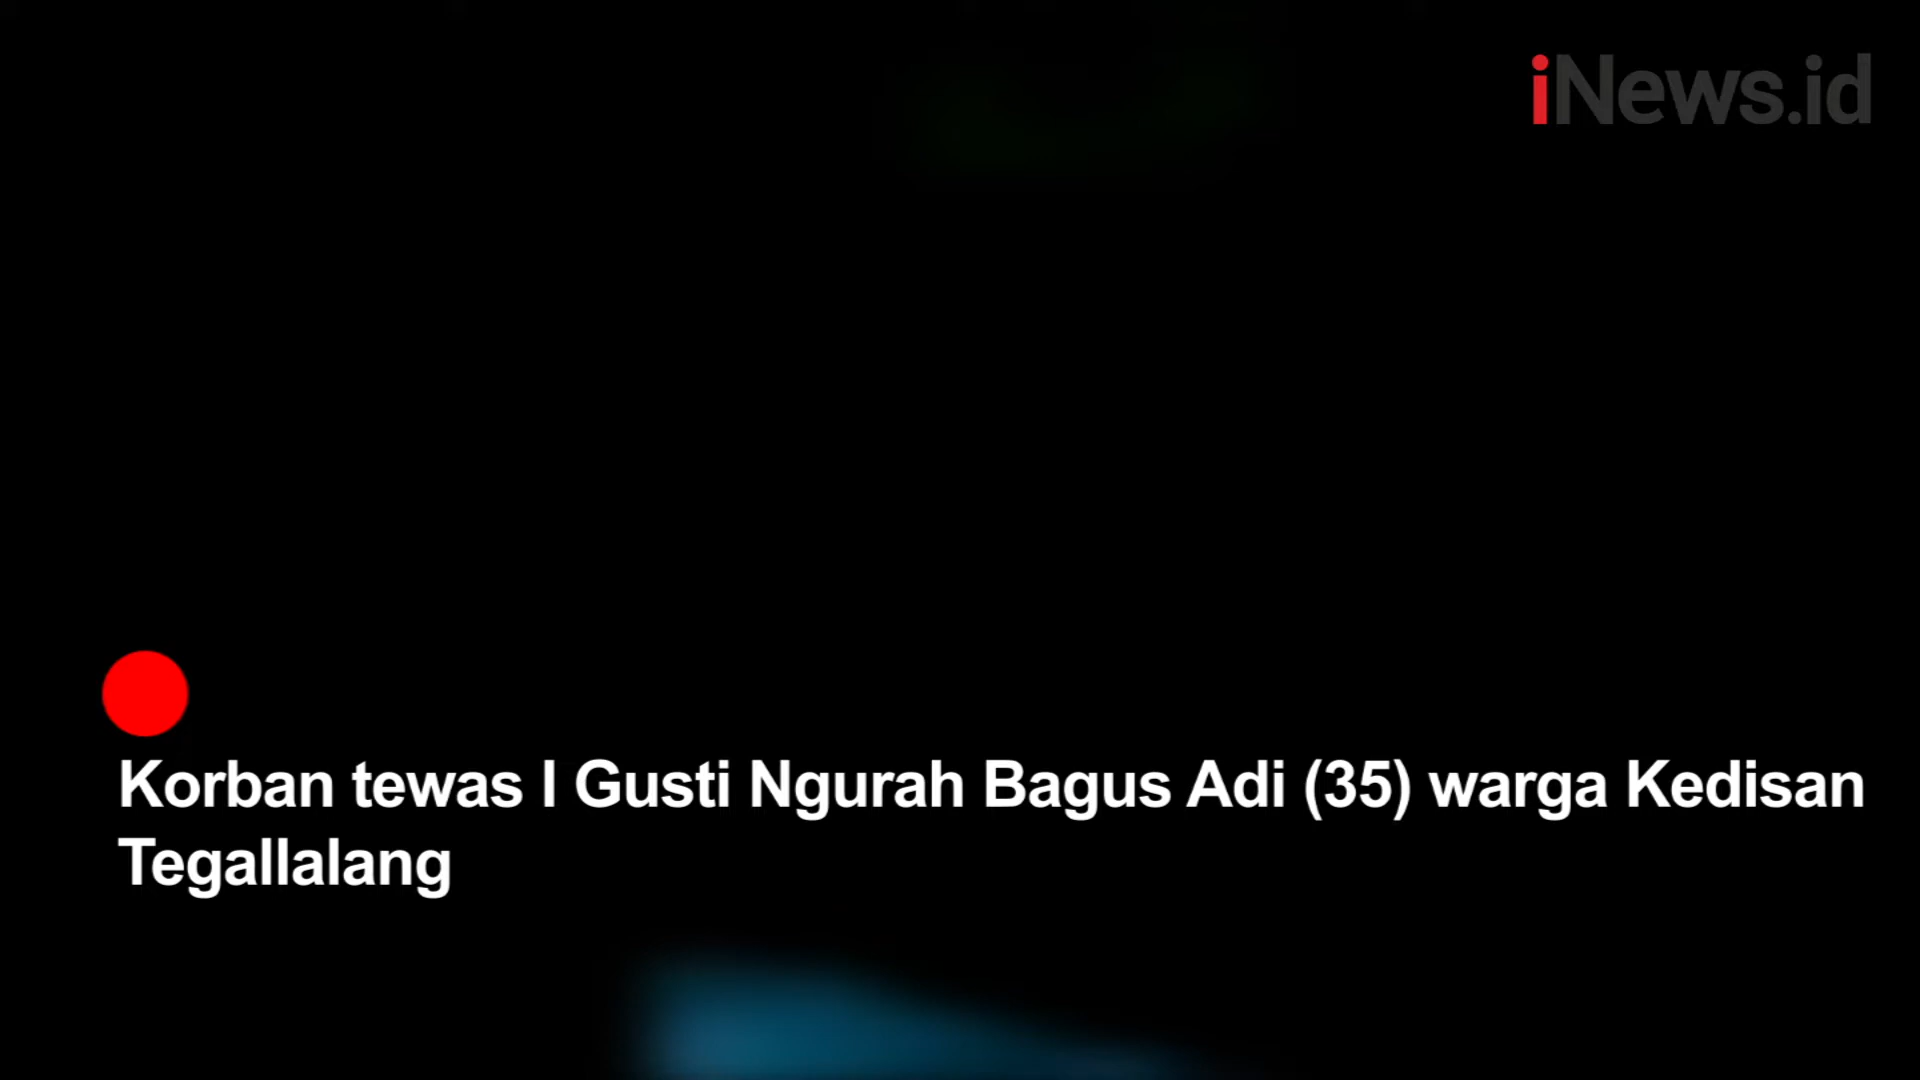 iNews.id
Korban tewas I Gusti Ngurah Bagus Adi (35) warga Kedisan
Tegallalang